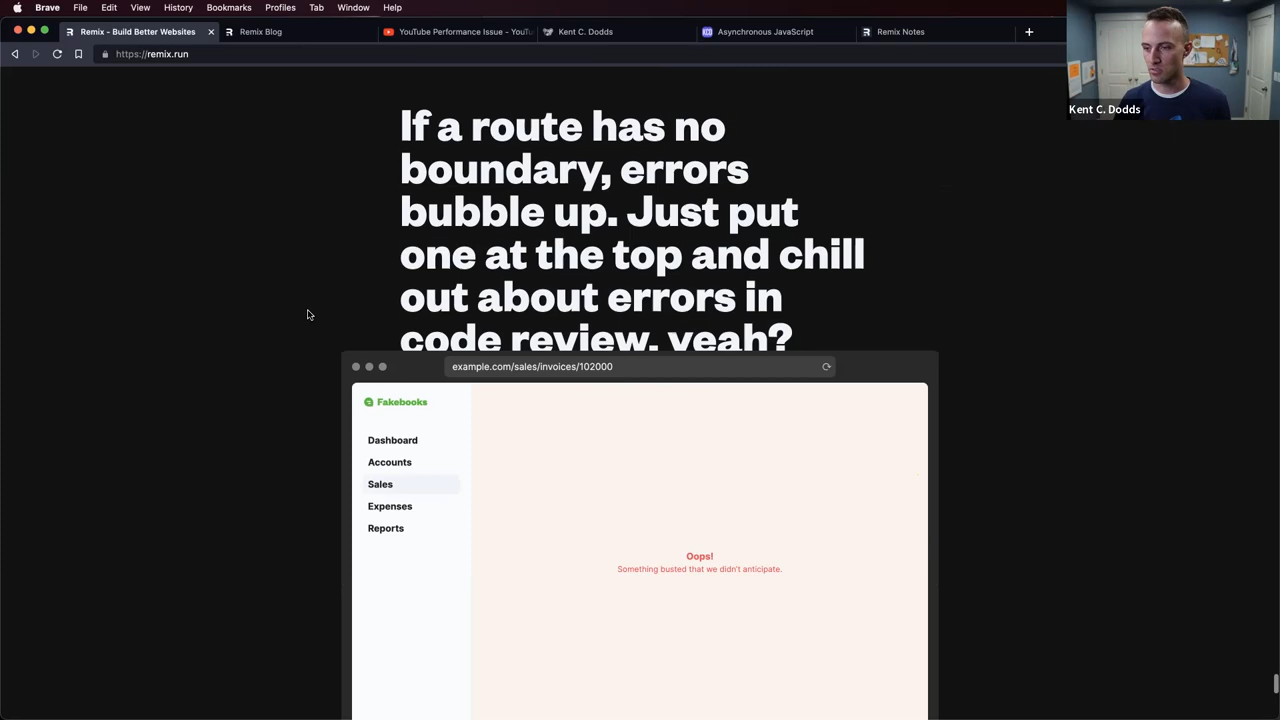 Brave File Edit View History Bookmarks Profiles Tab Window Help
Remix - Build Better Websites
Remix Blog
YouTube Performance Issue - YouTu
Kent C. Dodds
Asynchronous JavaScript
Remix Notes
https://remix.run
Kent C. Dodds
If a route has no
boundary, errors
bubble up. Just put
one at the top and chill
out about errors in
code review, yeah?
example.com/sales/invoices/102000
Fakebooks
Dashboard
Accounts
Sales
Expenses
Reports
Oops!
Something busted that we didn't anticipate.